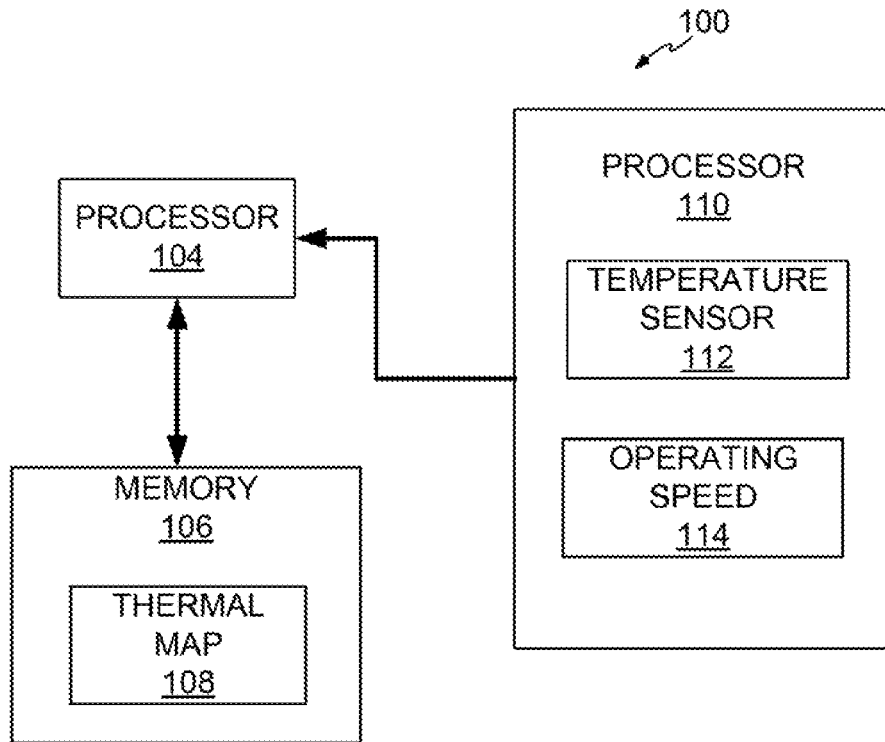 100
PROCESSOR
110
TEMPERATURE
SENSOR
112
OPERATING
SPEED
114
PROCESSOR
104
MEMORY
106
THERMAL
MAP
108